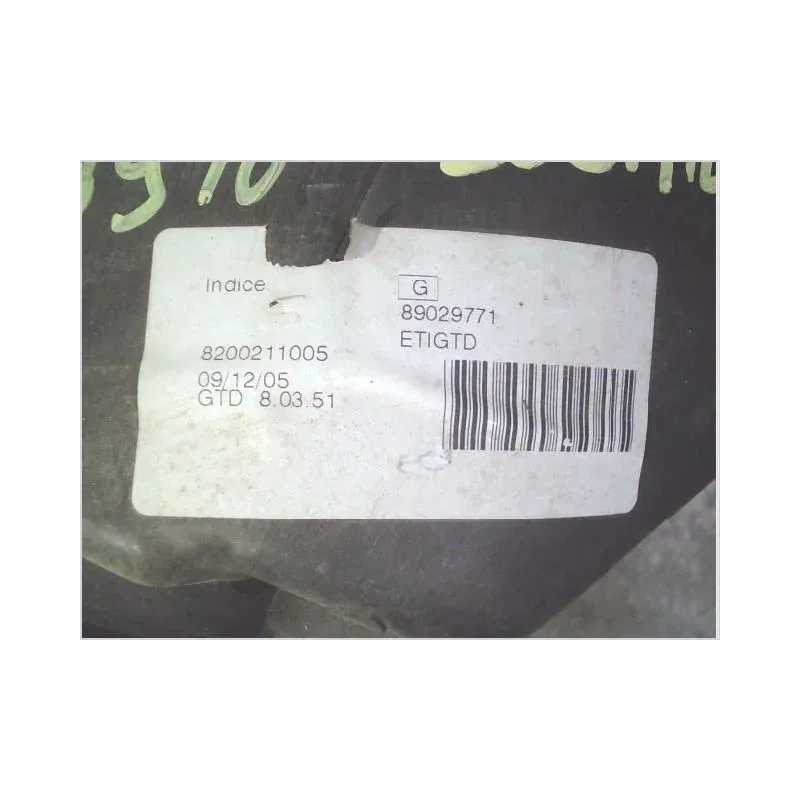 Indice
G
89029771
ETIGTD
8200211005
09/12/05
GTD 8.03.51